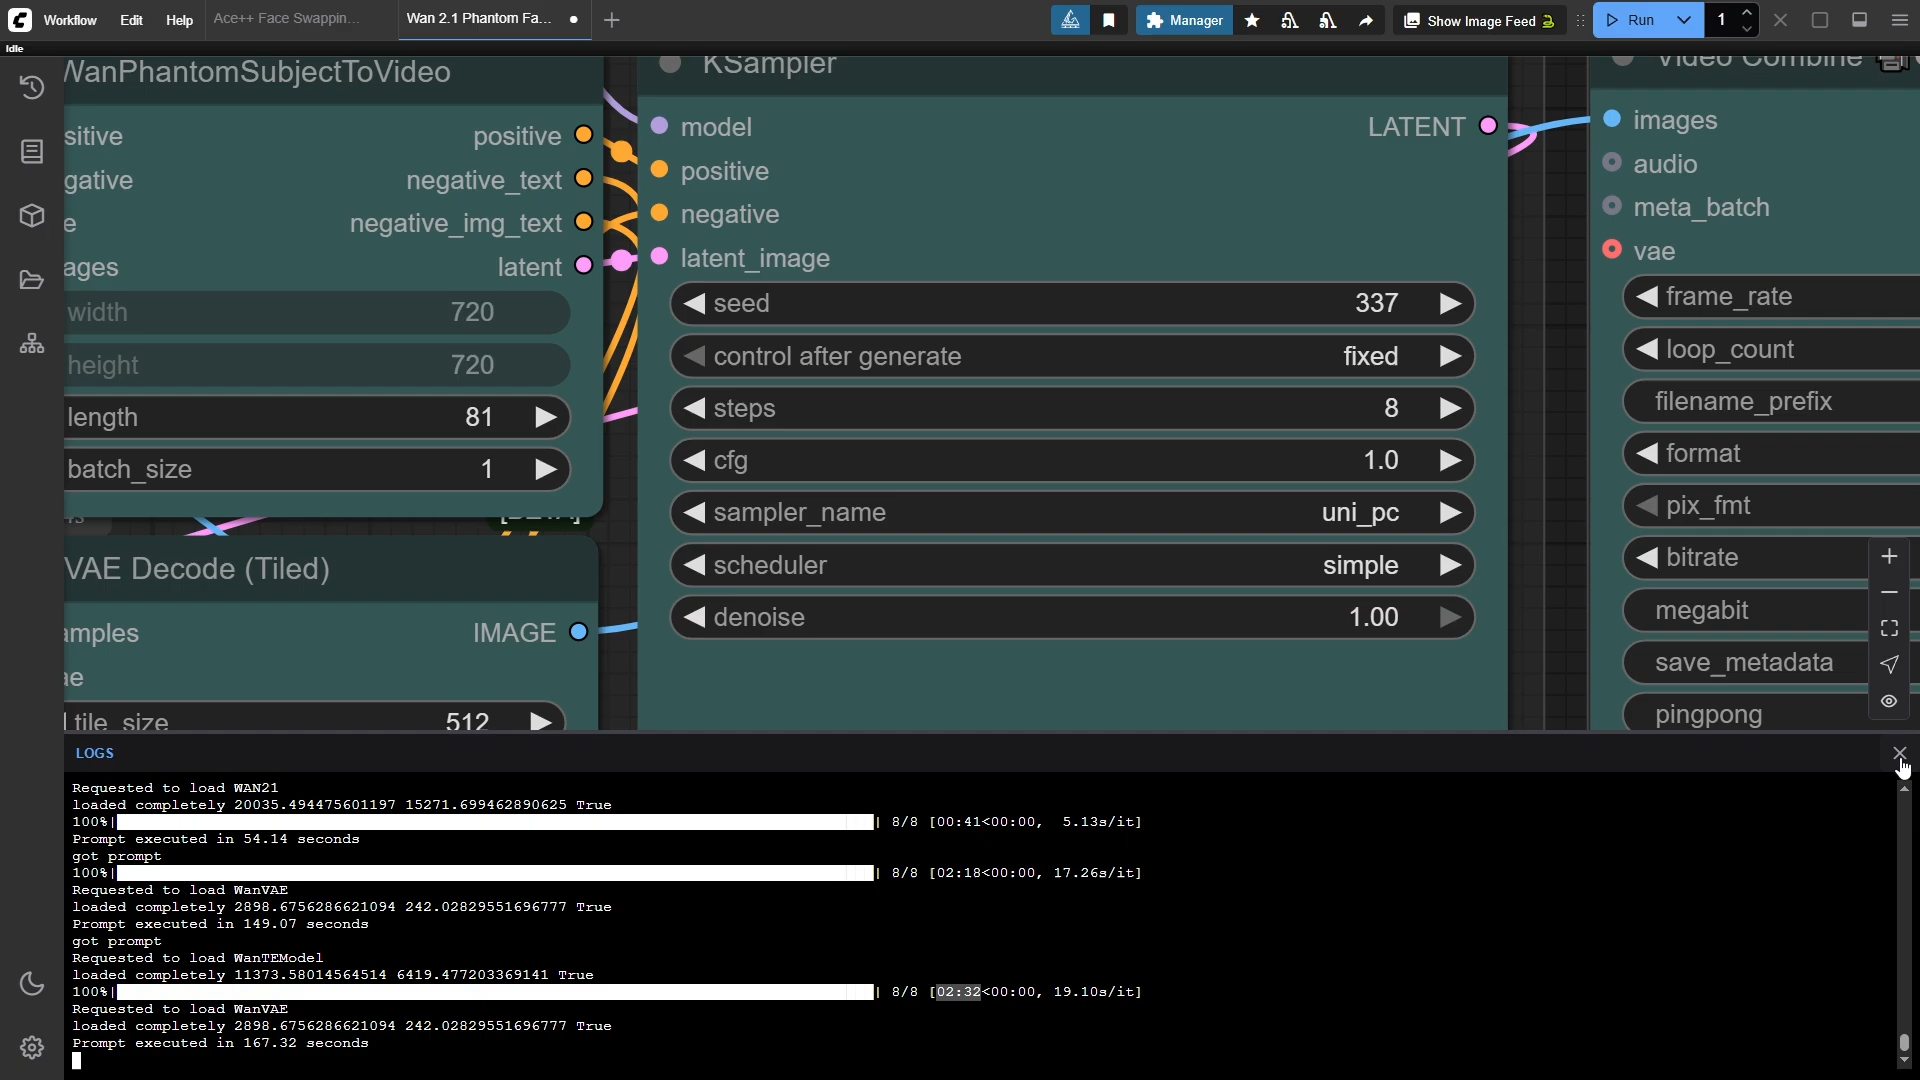 Workflow Edit Help Ace++ Face Swappin... Wan 2.1 Phantom Fa... Manager Show Image Feed Run 1
Idle
WanPhantomSubjectToVideo
sitive positive
gative negative_text
e negative_img_text
ages latent
width 720
height 720
length 81
batch_size 1
VAE Decode (Tiled)
amples IMAGE
ae
tile_size 512
KSampler
model LATENT
positive
negative
latent_image
seed 337
control after generate fixed
steps 8
cfg 1.0
sampler_name uni_pc
scheduler simple
denoise 1.00
Video Combine
images
audio
meta_batch
vae
frame_rate
loop_count
filename_prefix
format
pix_fmt
bitrate
megabit
save_metadata
pingpong
LOGS
Requested to load WAN21
loaded completely 20035.494475601197 15271.699462890625 True
100%| | 8/8 [00:41<00:00, 5.13s/it]
Prompt executed in 54.14 seconds
got prompt
100%| | 8/8 [02:18<00:00, 17.26s/it]
Requested to load WanVAE
loaded completely 2898.6756286621094 242.02829551696777 True
Prompt executed in 149.07 seconds
got prompt
Requested to load WanTEModel
loaded completely 11373.58014564514 6419.477203369141 True
100%| | 8/8 [02:32<00:00, 19.10s/it]
Requested to load WanVAE
loaded completely 2898.6756286621094 242.02829551696777 True
Prompt executed in 167.32 seconds